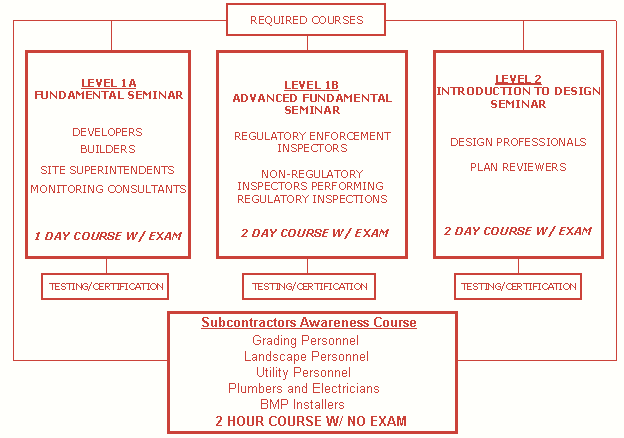 REQUIRED COURSES
LEVEL 1A
FUNDAMENTAL SEMINAR
DEVELOPERS
BUILDERS
SITE SUPERINTENDENTS
MONITORING CONSULTANTS
1 DAY COURSE W/ EXAM
TESTING/CERTIFICATION
LEVEL 1B
ADVANCED FUNDAMENTAL
SEMINAR
REGULATORY ENFORCEMENT
INSPECTORS
NON-REGULATORY
INSPECTORS PERFORMING
REGULATORY INSPECTIONS
2 DAY COURSE W/ EXAM
TESTING/CERTIFICATION
LEVEL 2
INTRODUCTION TO DESIGN
SEMINAR
DESIGN PROFESSIONALS
PLAN REVIEWERS
2 DAY COURSE W/ EXAM
TESTING/CERTIFICATION
Subcontractors Awareness Course
Grading Personnel
Landscape Personnel
Utility Personnel
Plumbers and Electricians
BMP Installers
2 HOUR COURSE W/ NO EXAM